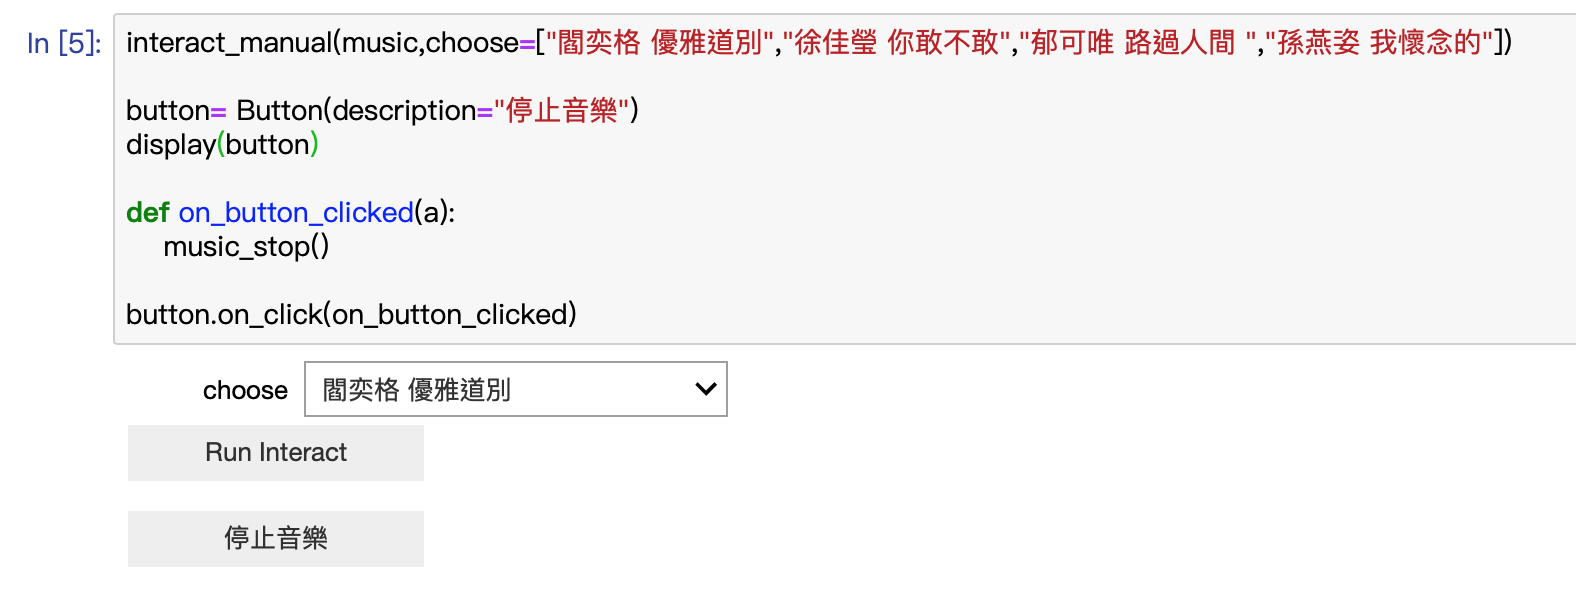 In [5]: interact_manual(music,choose=["閻奕格 優雅道別","徐佳瑩 你敢不敢","郁可唯 路過人間 ","孫燕姿 我懷念的"])
button= Button(description="停止音樂")
display(button)
def on_button_clicked(a):
music_stop()
button.on_click(on_button_clicked)
choose 閻奕格 優雅道別
Run Interact
停止音樂